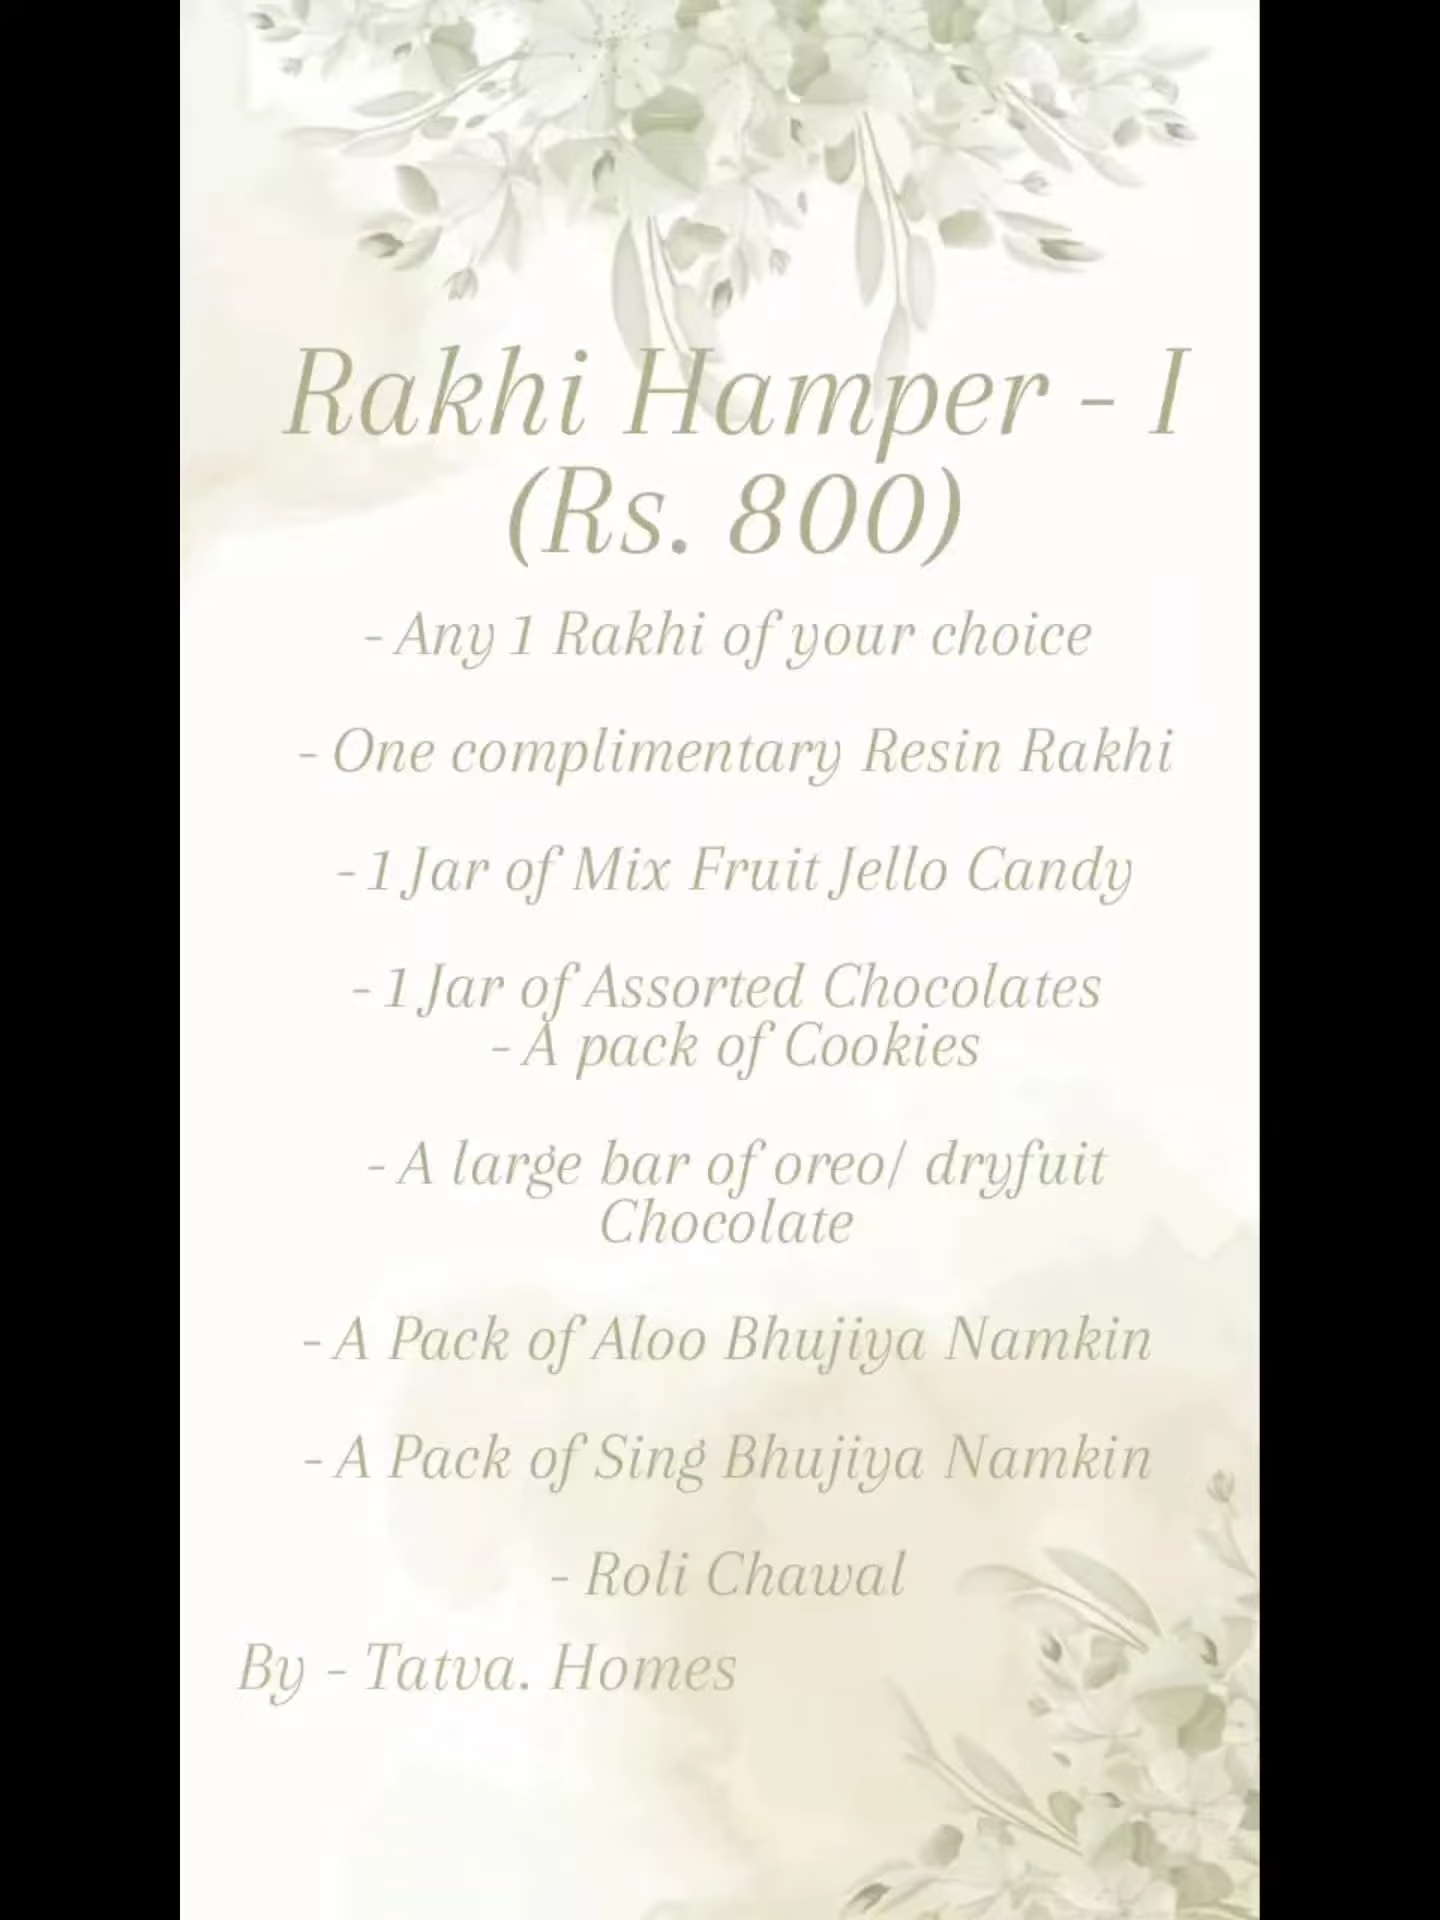 Rakhi Hamper - I
(Rs. 800)
- Any 1 Rakhi of your choice
- One complimentary Resin Rakhi
- 1 Jar of Mix Fruit Jello Candy
- 1 Jar of Assorted Chocolates
- A pack of Cookies
- A large bar of oreo/ dryfuit
Chocolate
- A Pack of Aloo Bhujiya Namkin
- A Pack of Sing Bhujiya Namkin
- Roli Chawal
By - Tatva. Homes